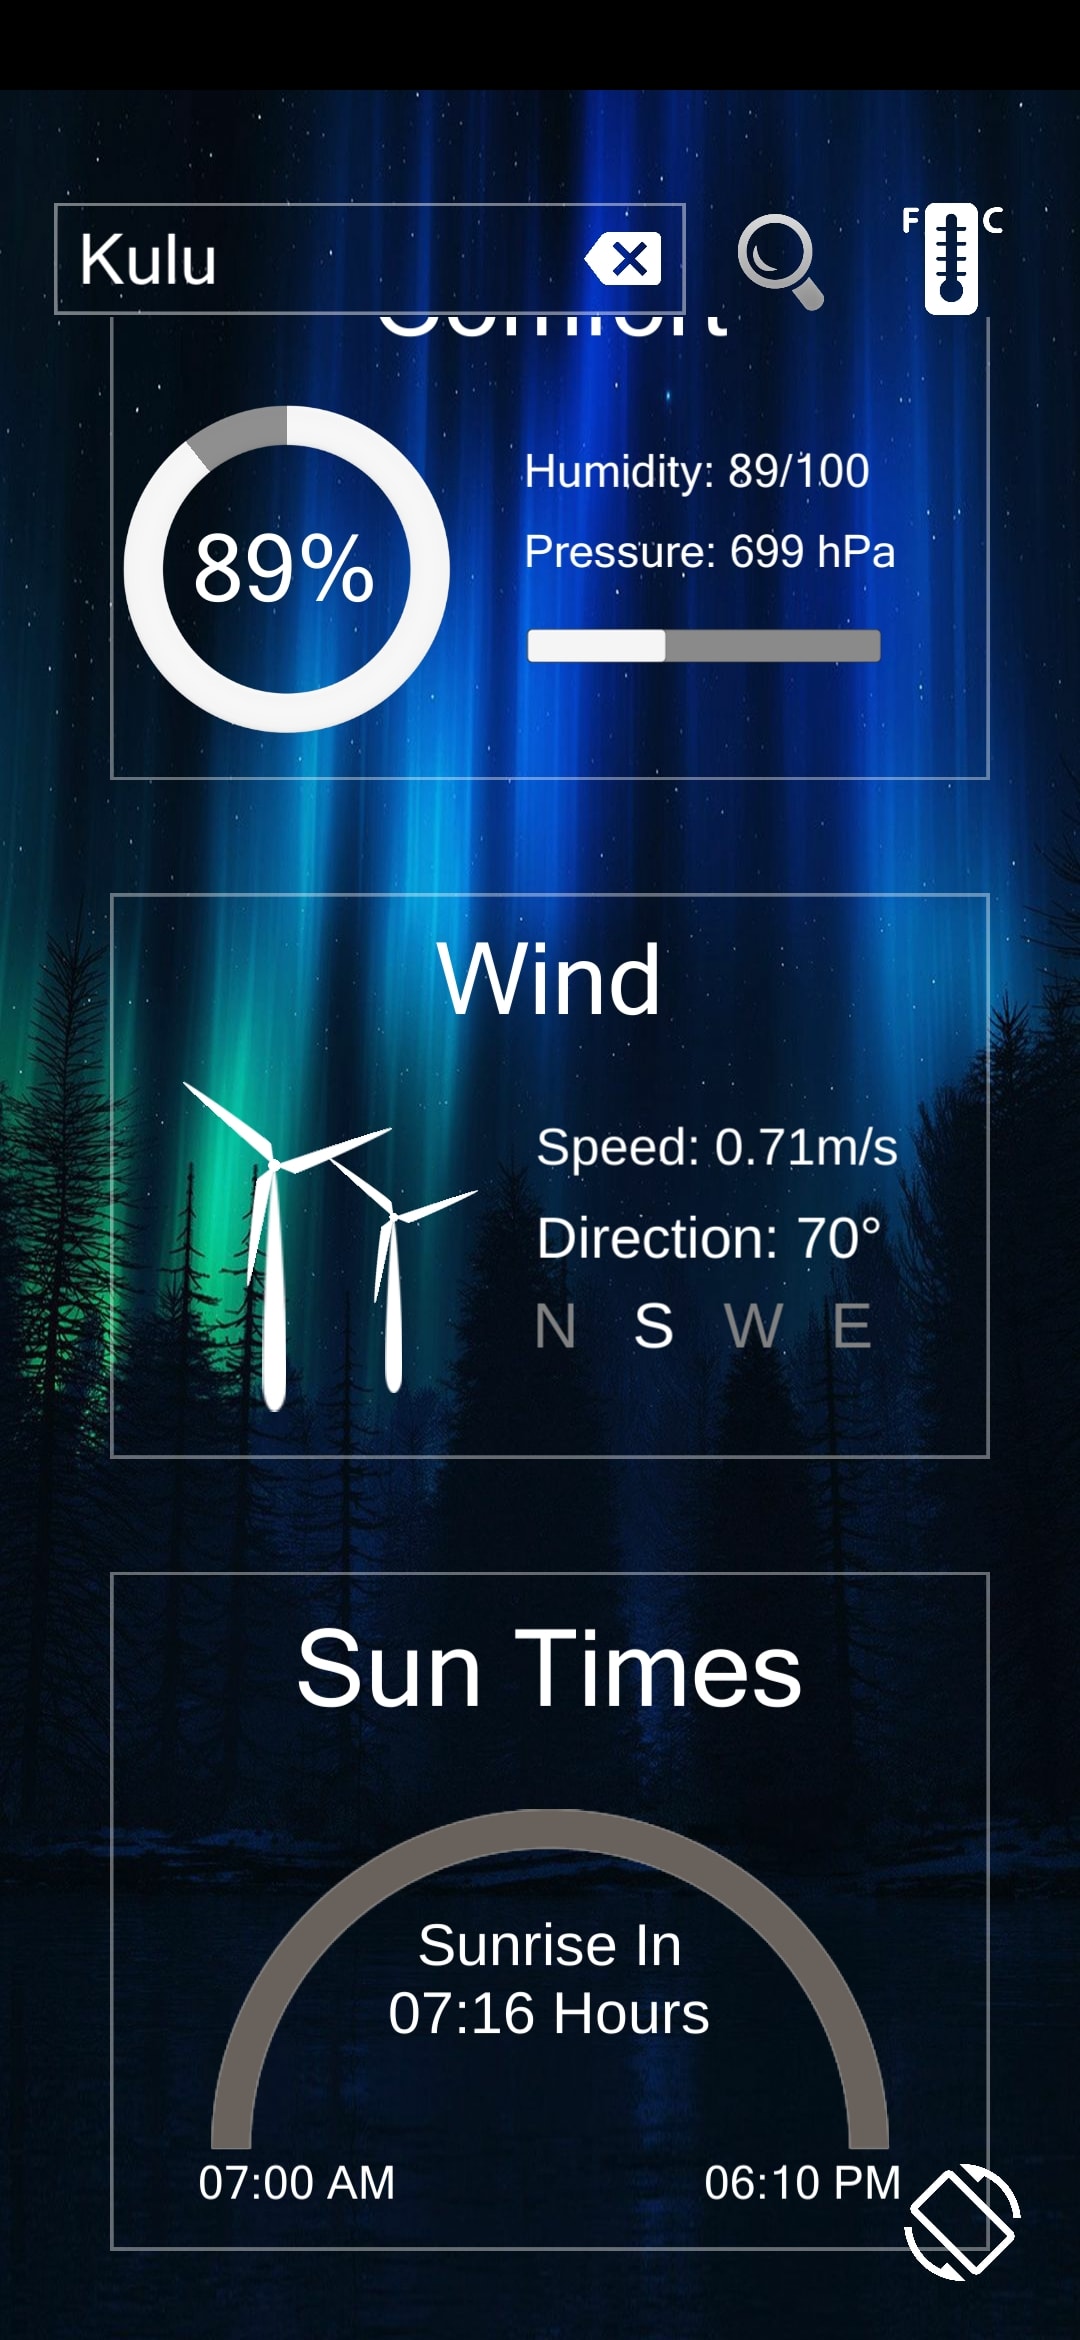 Kulu
F C
Comfort
89%
Humidity: 89/100
Pressure: 699 hPa
Wind
Speed: 0.71m/s
Direction: 70°
N S W E
Sun Times
Sunrise In
07:16 Hours
07:00 AM
06:10 PM